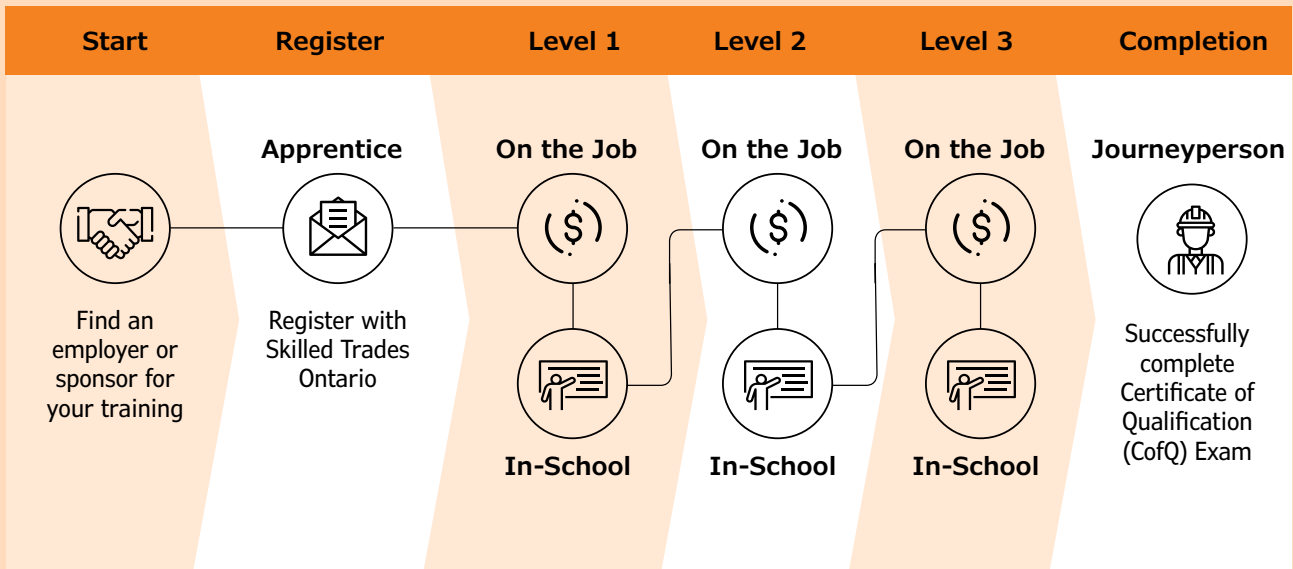 Start
Register
Level 1
Level 2
Level 3
Completion
Apprentice
On the Job
On the Job
On the Job
Journeyperson
$
$
$
Find an
employer or
sponsor for
your training
Register with
Skilled Trades
Ontario
In-School
In-School
In-School
Successfully
complete
Certificate of
Qualification
(CofQ) Exam